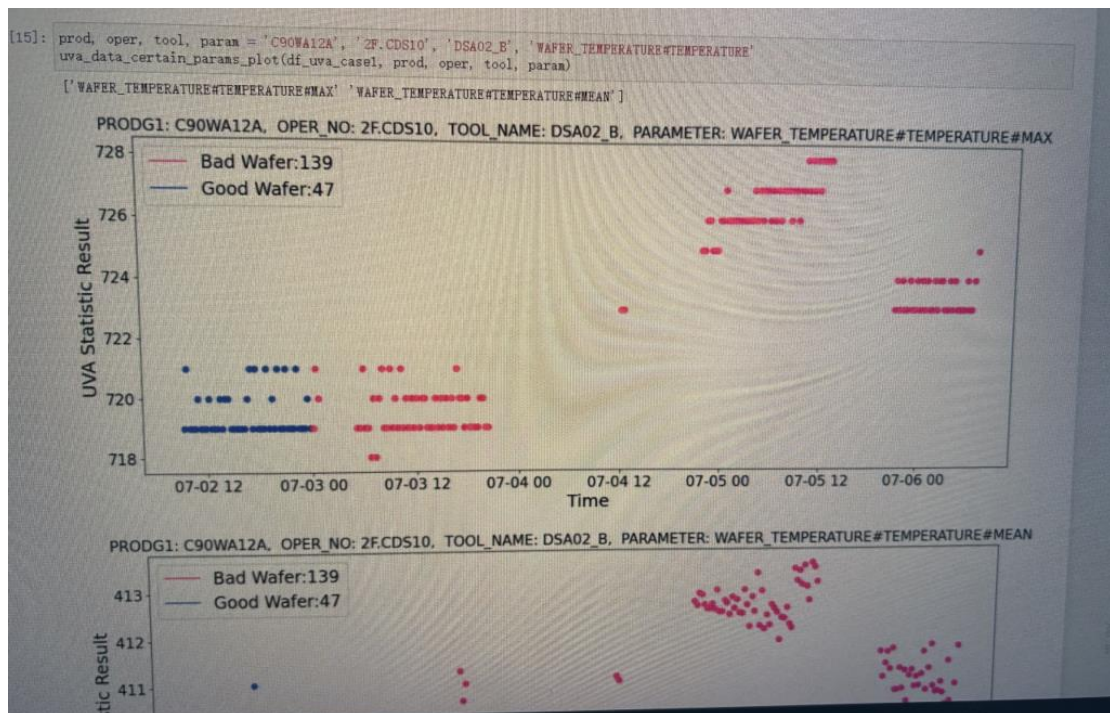 [15]: prod, oper, tool, param = 'C90WA12A', '2F.CDS10', 'DSA02_B', 'WAFER_TEMPERATURE#TEMPERATURE'
uva_data_certain_params_plot(df_uva_case1, prod, oper, tool, param)
['WAFER_TEMPERATURE#TEMPERATURE#MAX' 'WAFER_TEMPERATURE#TEMPERATURE#MEAN']
PRODG1: C90WA12A, OPER_NO: 2F.CDS10, TOOL_NAME: DSA02_B, PARAMETER: WAFER_TEMPERATURE#TEMPERATURE#MAX
Bad Wafer:139
Good Wafer:47
UVA Statistic Result
728
726
724
722
720
718
07-02 12 07-03 00 07-03 12 07-04 00 07-04 12 07-05 00 07-05 12 07-06 00
Time
PRODG1: C90WA12A, OPER_NO: 2F.CDS10, TOOL_NAME: DSA02_B, PARAMETER: WAFER_TEMPERATURE#TEMPERATURE#MEAN
Bad Wafer:139
Good Wafer:47
tic Result
413
412
411